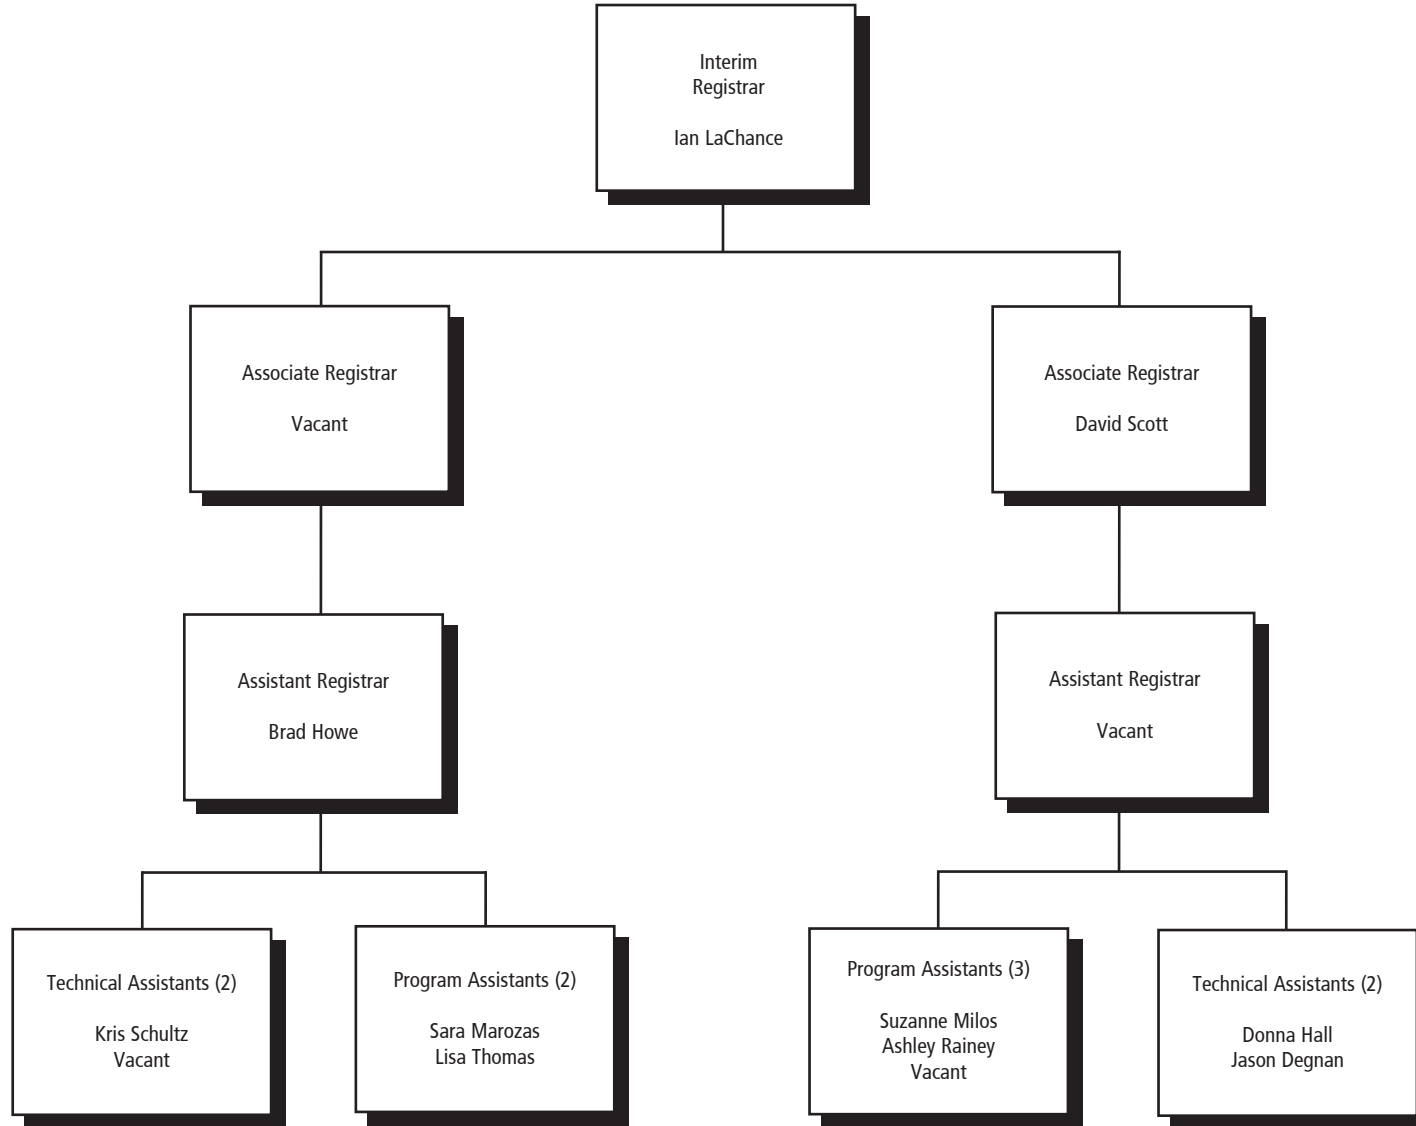 Interim
Registrar
Ian LaChance
Associate Registrar
Vacant
Associate Registrar
David Scott
Assistant Registrar
Brad Howe
Assistant Registrar
Vacant
Technical Assistants (2)
Kris Schultz
Vacant
Program Assistants (2)
Sara Marozas
Lisa Thomas
Program Assistants (3)
Suzanne Milos
Ashley Rainey
Vacant
Technical Assistants (2)
Donna Hall
Jason Degnan